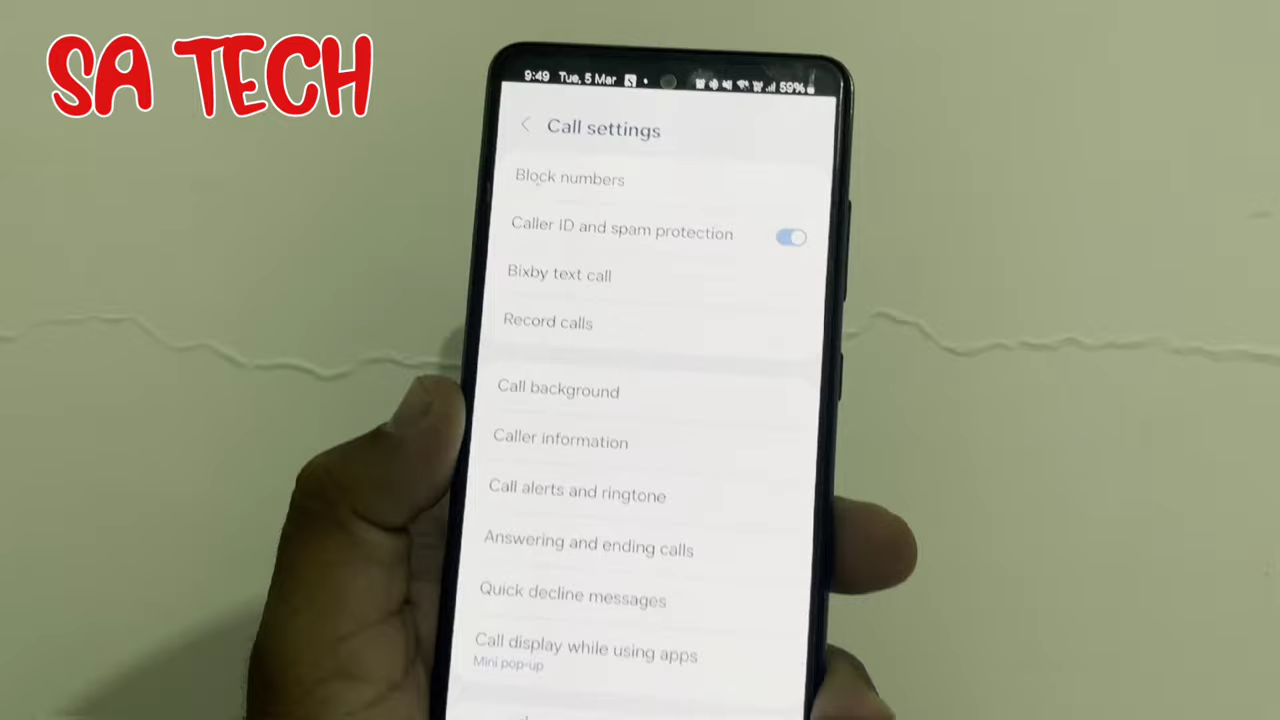 SA TECH
9:49 Tue, 5 Mar
59%
Call settings
Block numbers
Caller ID and spam protection
Bixby text call
Record calls
Call background
Caller information
Call alerts and ringtone
Answering and ending calls
Quick decline messages
Call display while using apps
Mini pop-up